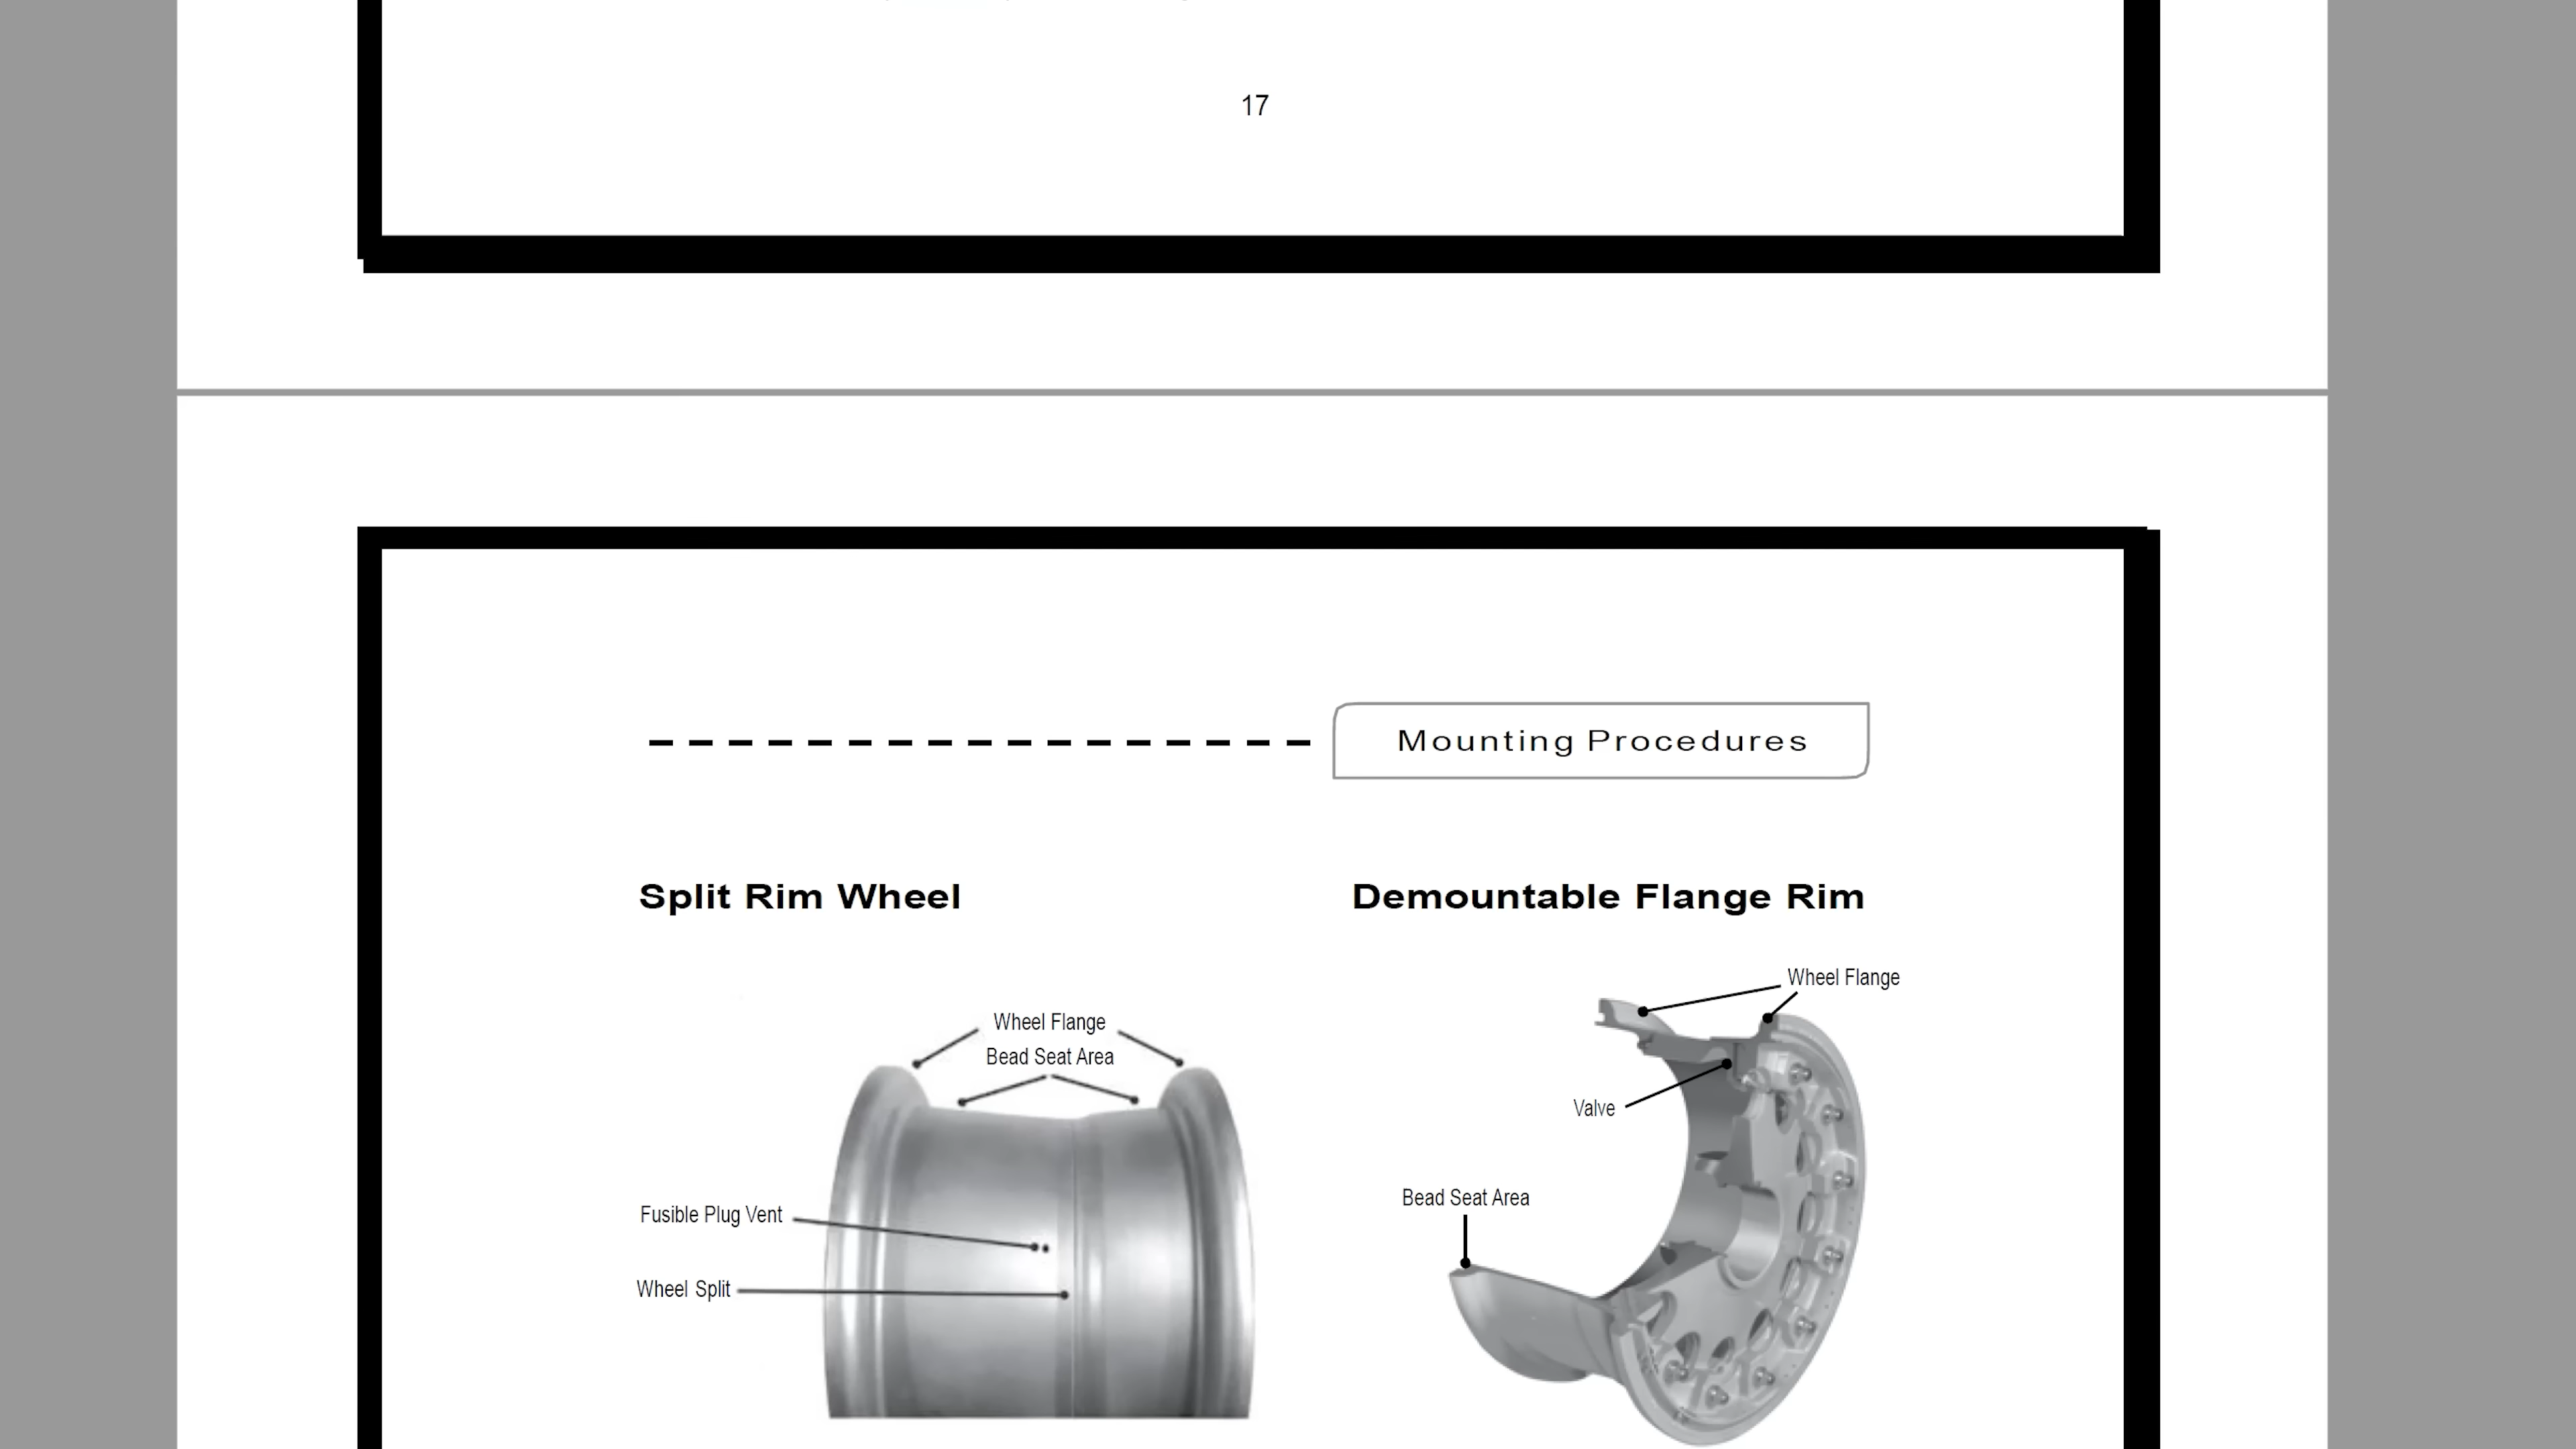 17
Mounting Procedures
Split Rim Wheel
Demountable Flange Rim
Wheel Flange
Bead Seat Area
Fusible Plug Vent
Wheel Split
Wheel Flange
Valve
Bead Seat Area